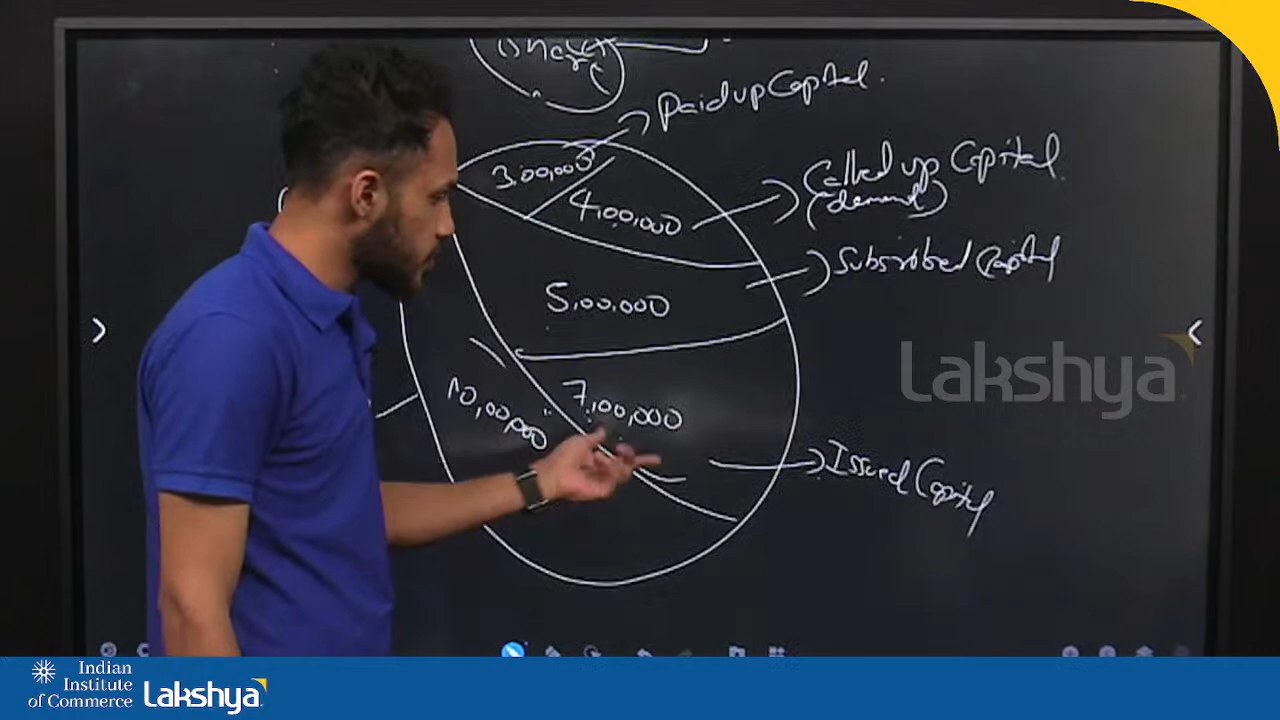 (Share)
Paid up Capital.
3,00,000
Called up Capital
(demand)
4,00,000
Subscribed Capital
5,00,000
7,00,000
10,00,000
Issued Capital
Lakshya
Indian
Institute
of Commerce
Lakshya